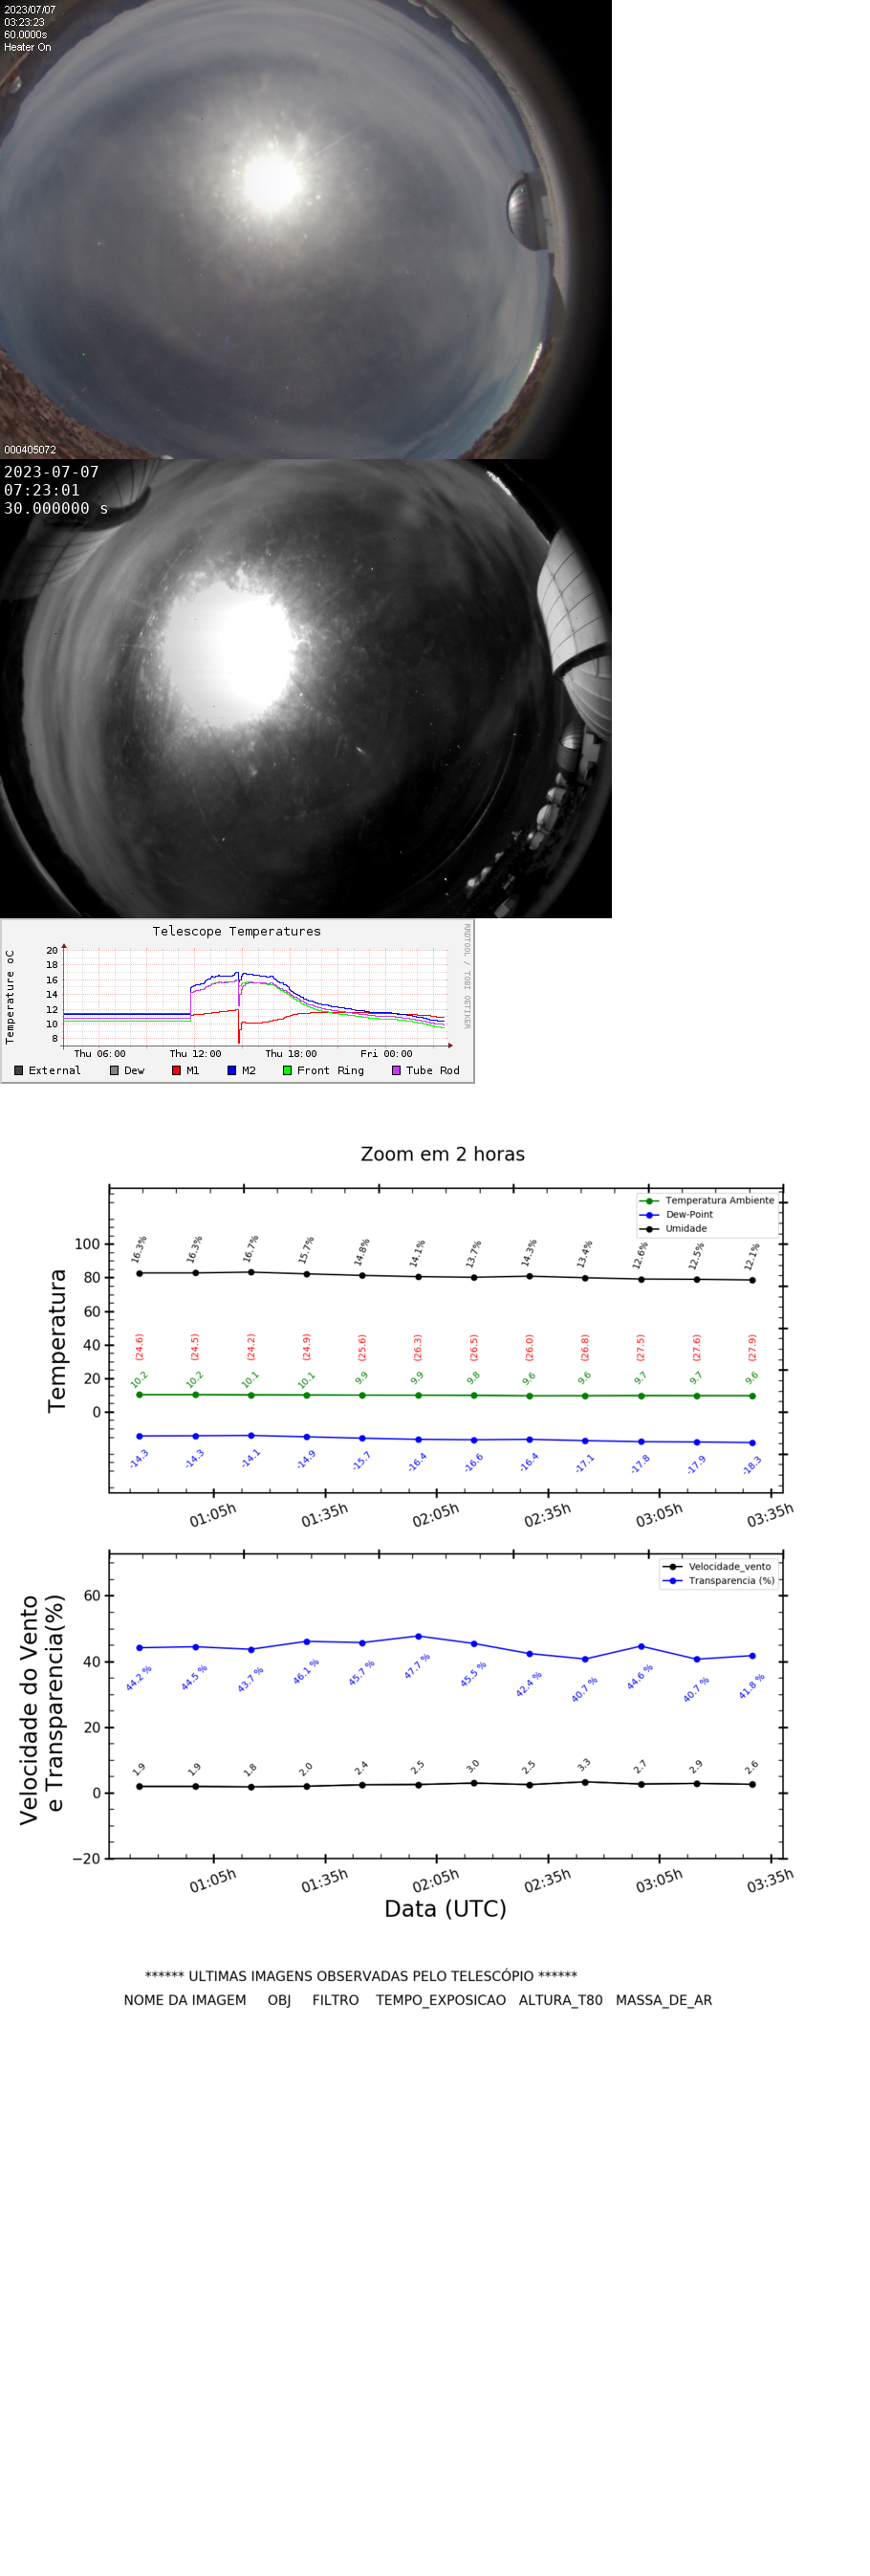 2023/07/07
03:23:23
60.0000s
Heater On
000405072
2023-07-07
07:23:01
30.000000 s
Telescope Temperatures
RRDTOOL / TOBI OETIKER
Temperature oC
20
18
16
14
12
10
8
Thu 06:00 Thu 12:00 Thu 18:00 Fri 00:00
External Dew M1 M2 Front Ring Tube Rod
Zoom em 2 horas
Temperatura Ambiente
Dew-Point
Umidade
Temperatura
100
80
60
40
20
0
16.3% 16.3% 16.7% 15.7% 14.8% 14.1% 13.7% 14.3% 13.4% 12.6% 12.5% 12.1%
(24.6) (24.5) (24.2) (24.9) (25.6) (26.3) (26.5) (26.0) (26.8) (27.5) (27.6) (27.9)
10.2 10.2 10.1 10.1 9.9 9.9 9.8 9.6 9.6 9.7 9.7 9.6
-14.3 -14.3 -14.1 -14.9 -15.7 -16.4 -16.6 -16.4 -17.1 -17.8 -17.9 -18.3
01:05h 01:35h 02:05h 02:35h 03:05h 03:35h
Velocidade_vento
Transparencia (%)
Velocidade do Vento
e Transparencia(%)
60
40
20
0
−20
44.2 % 44.5 % 43.7 % 46.1 % 45.7 % 47.7 % 45.5 % 42.4 % 40.7 % 44.6 % 40.7 % 41.8 %
1.9 1.9 1.8 2.0 2.4 2.5 3.0 2.5 3.3 2.7 2.9 2.6
01:05h 01:35h 02:05h 02:35h 03:05h 03:35h
Data (UTC)
****** ULTIMAS IMAGENS OBSERVADAS PELO TELESCÓPIO ******
NOME DA IMAGEM OBJ FILTRO TEMPO_EXPOSICAO ALTURA_T80 MASSA_DE_AR